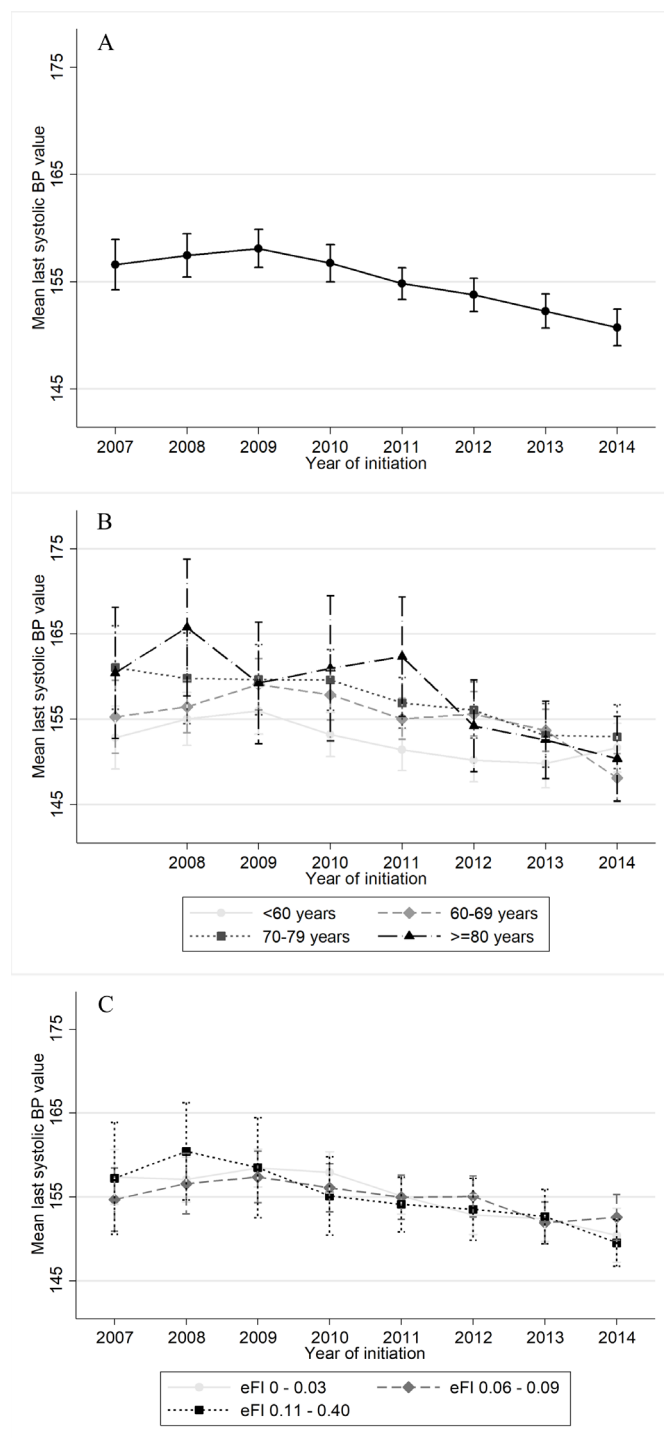 A
175
165
155
145
Mean last systolic BP value
2007 2008 2009 2010 2011 2012 2013 2014
Year of initiation
B
175
165
155
145
Mean last systolic BP value
2008 2009 2010 2011 2012 2013 2014
Year of initiation
<60 years 60-69 years
70-79 years >=80 years
C
175
165
155
145
Mean last systolic BP value
2007 2008 2009 2010 2011 2012 2013 2014
Year of initiation
eFI 0 - 0.03 eFI 0.06 - 0.09
eFI 0.11 - 0.40